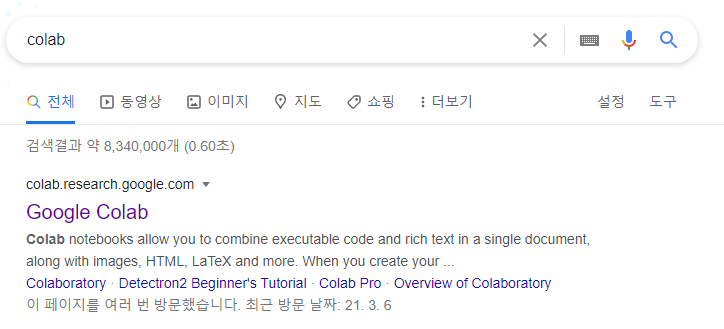 colab
전체 동영상 이미지 지도 쇼핑 더보기 설정 도구
검색결과 약 8,340,000개 (0.60초)
colab.research.google.com
Google Colab
Colab notebooks allow you to combine executable code and rich text in a single document,
along with images, HTML, LaTeX and more. When you create your ...
Colaboratory · Detectron2 Beginner's Tutorial · Colab Pro · Overview of Colaboratory
이 페이지를 여러 번 방문했습니다. 최근 방문 날짜: 21. 3. 6